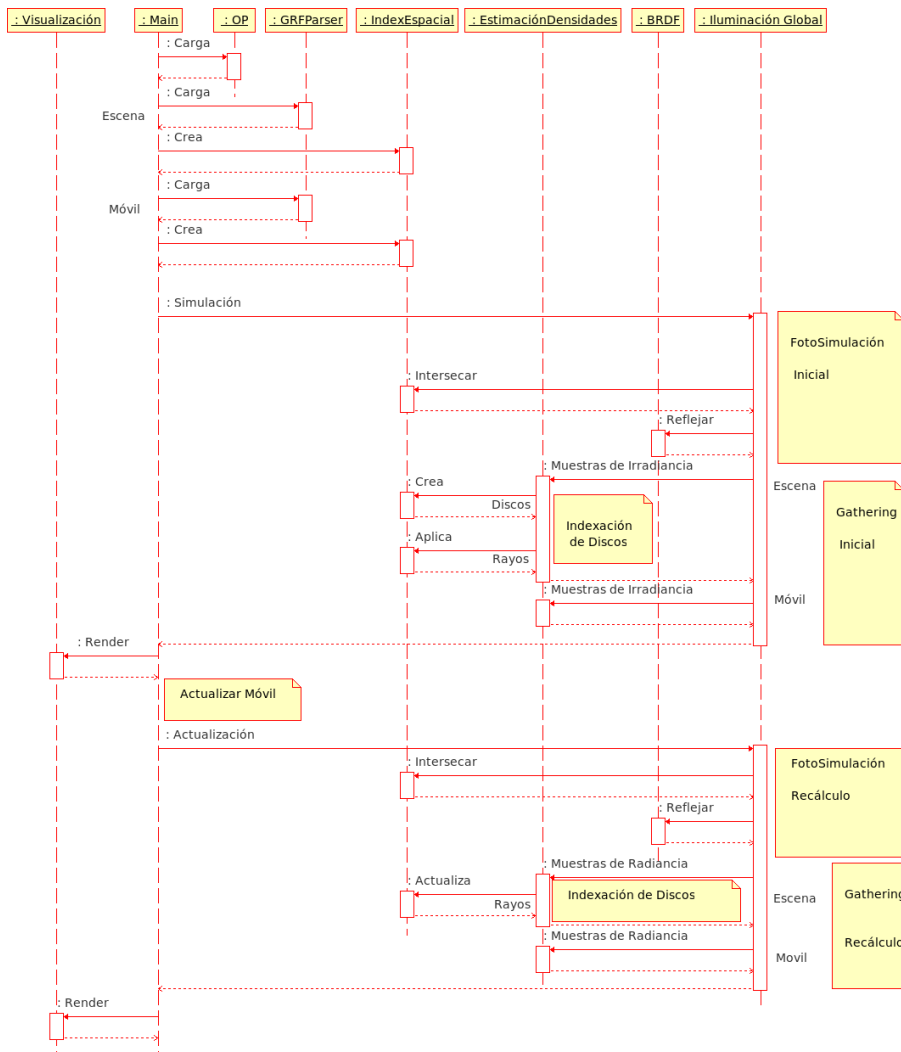 : Visualización
: Main
: OP
: GRFParser
: IndexEspacial
: EstimaciónDensidades
: BRDF
: Iluminación Global
: Carga
: Carga
Escena
: Crea
: Carga
Móvil
: Crea
: Simulación
FotoSimulación
Inicial
: Intersecar
: Reflejar
: Muestras de Irradiancia
: Crea
Escena
Discos
Gathering
Indexación
de Discos
: Aplica
Inicial
Rayos
: Muestras de Irradiancia
Móvil
: Render
Actualizar Móvil
: Actualización
: Intersecar
FotoSimulación
Recálculo
: Reflejar
: Muestras de Radiancia
: Actualiza
Indexación de Discos
Gathering
Escena
Rayos
: Muestras de Radiancia
Recálculo
Movil
: Render